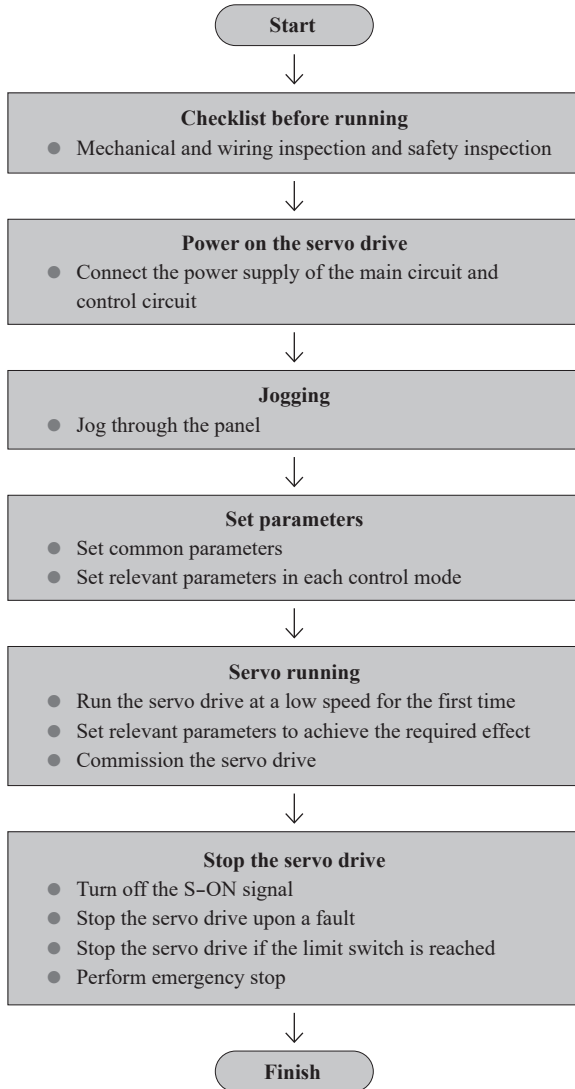 Start
Checklist before running
● Mechanical and wiring inspection and safety inspection
Power on the servo drive
● Connect the power supply of the main circuit and
control circuit
Jogging
● Jog through the panel
Set parameters
● Set common parameters
● Set relevant parameters in each control mode
Servo running
● Run the servo drive at a low speed for the first time
● Set relevant parameters to achieve the required effect
● Commission the servo drive
Stop the servo drive
● Turn off the S-ON signal
● Stop the servo drive upon a fault
● Stop the servo drive if the limit switch is reached
● Perform emergency stop
Finish